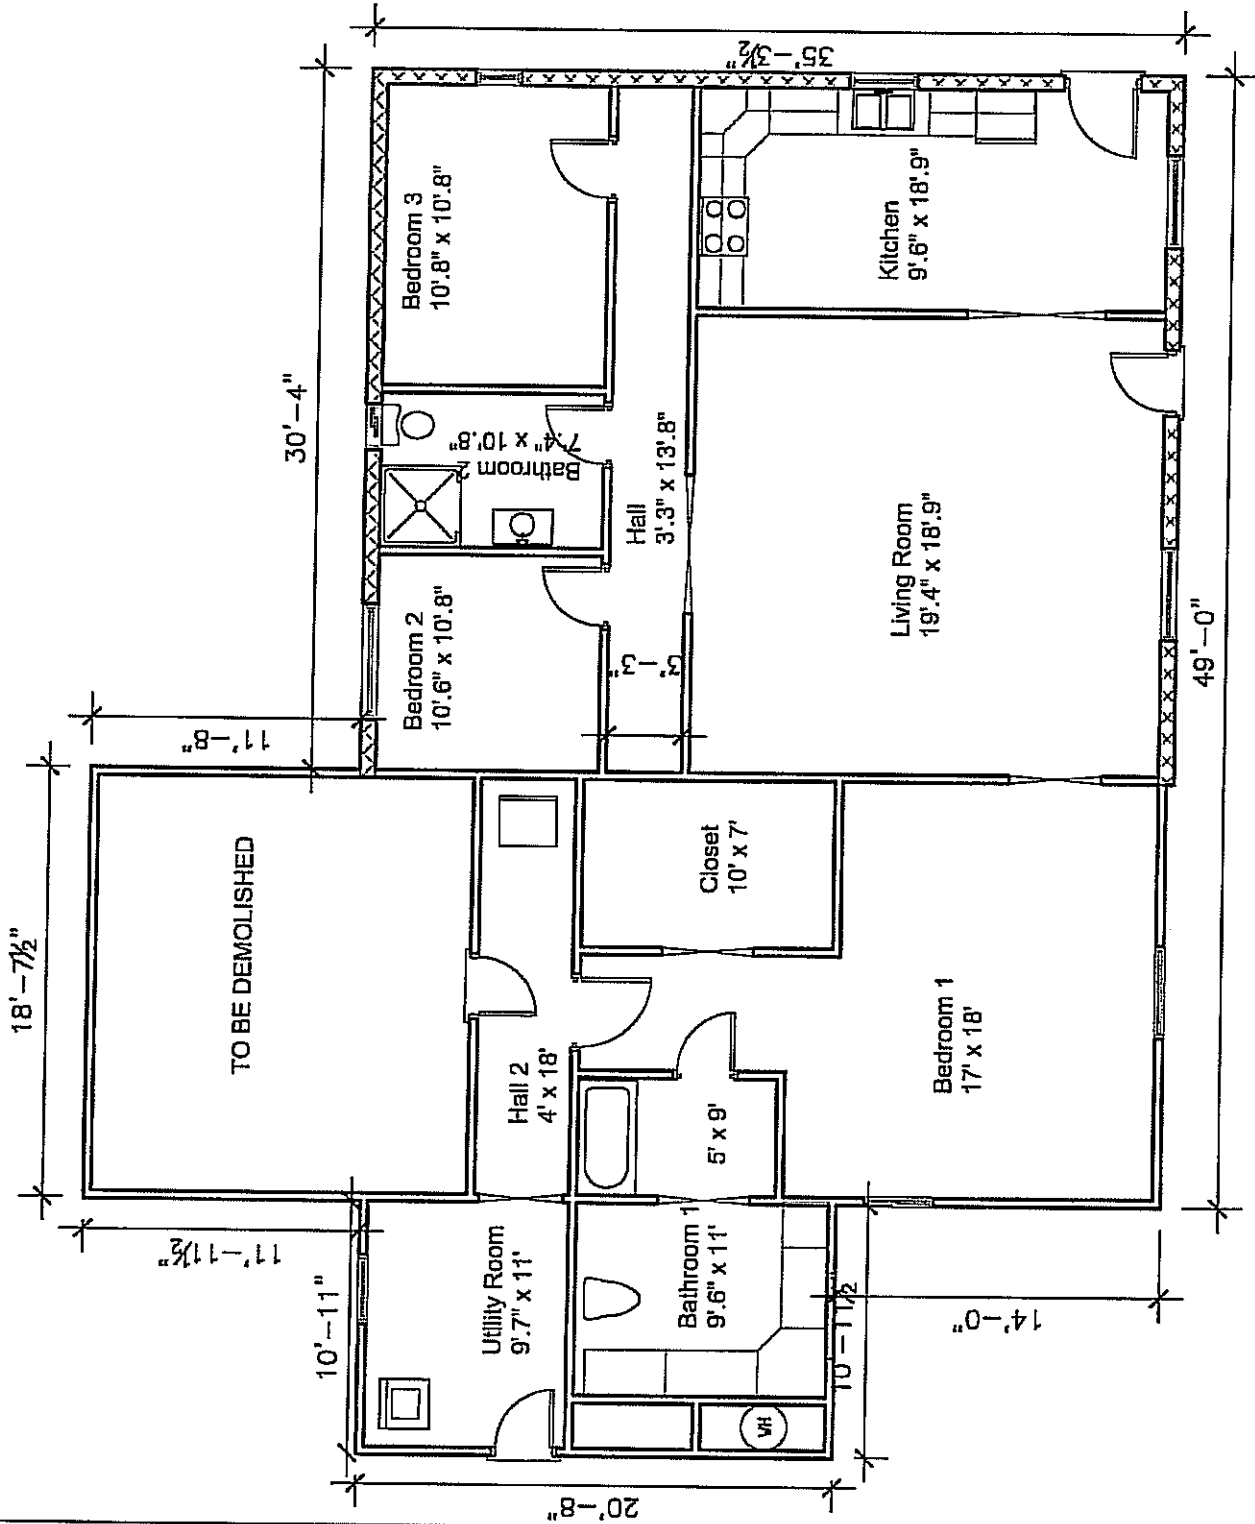 18'-7½"
30'-4"
35'-3½"
11'-8"
TO BE DEMOLISHED
Bedroom 3
10'.8" x 10'.8"
Bathroom 2
7'.4" x 10'.8"
Bedroom 2
10'.6" x 10'.8"
Hall
3'.3" x 13'.8"
3'-3"
Kitchen
9'.6" x 18'.9"
Living Room
19'.4" x 18'.9"
Closet
10' x 7'
Hall 2
4' x 18'
5' x 9'
Bedroom 1
17' x 18'
11'-11½"
10'-11"
Utility Room
9'.7" x 11'
Bathroom 1
9'.6" x 11'
WH
10'-11½
14'-0"
20'-8"
49'-0"